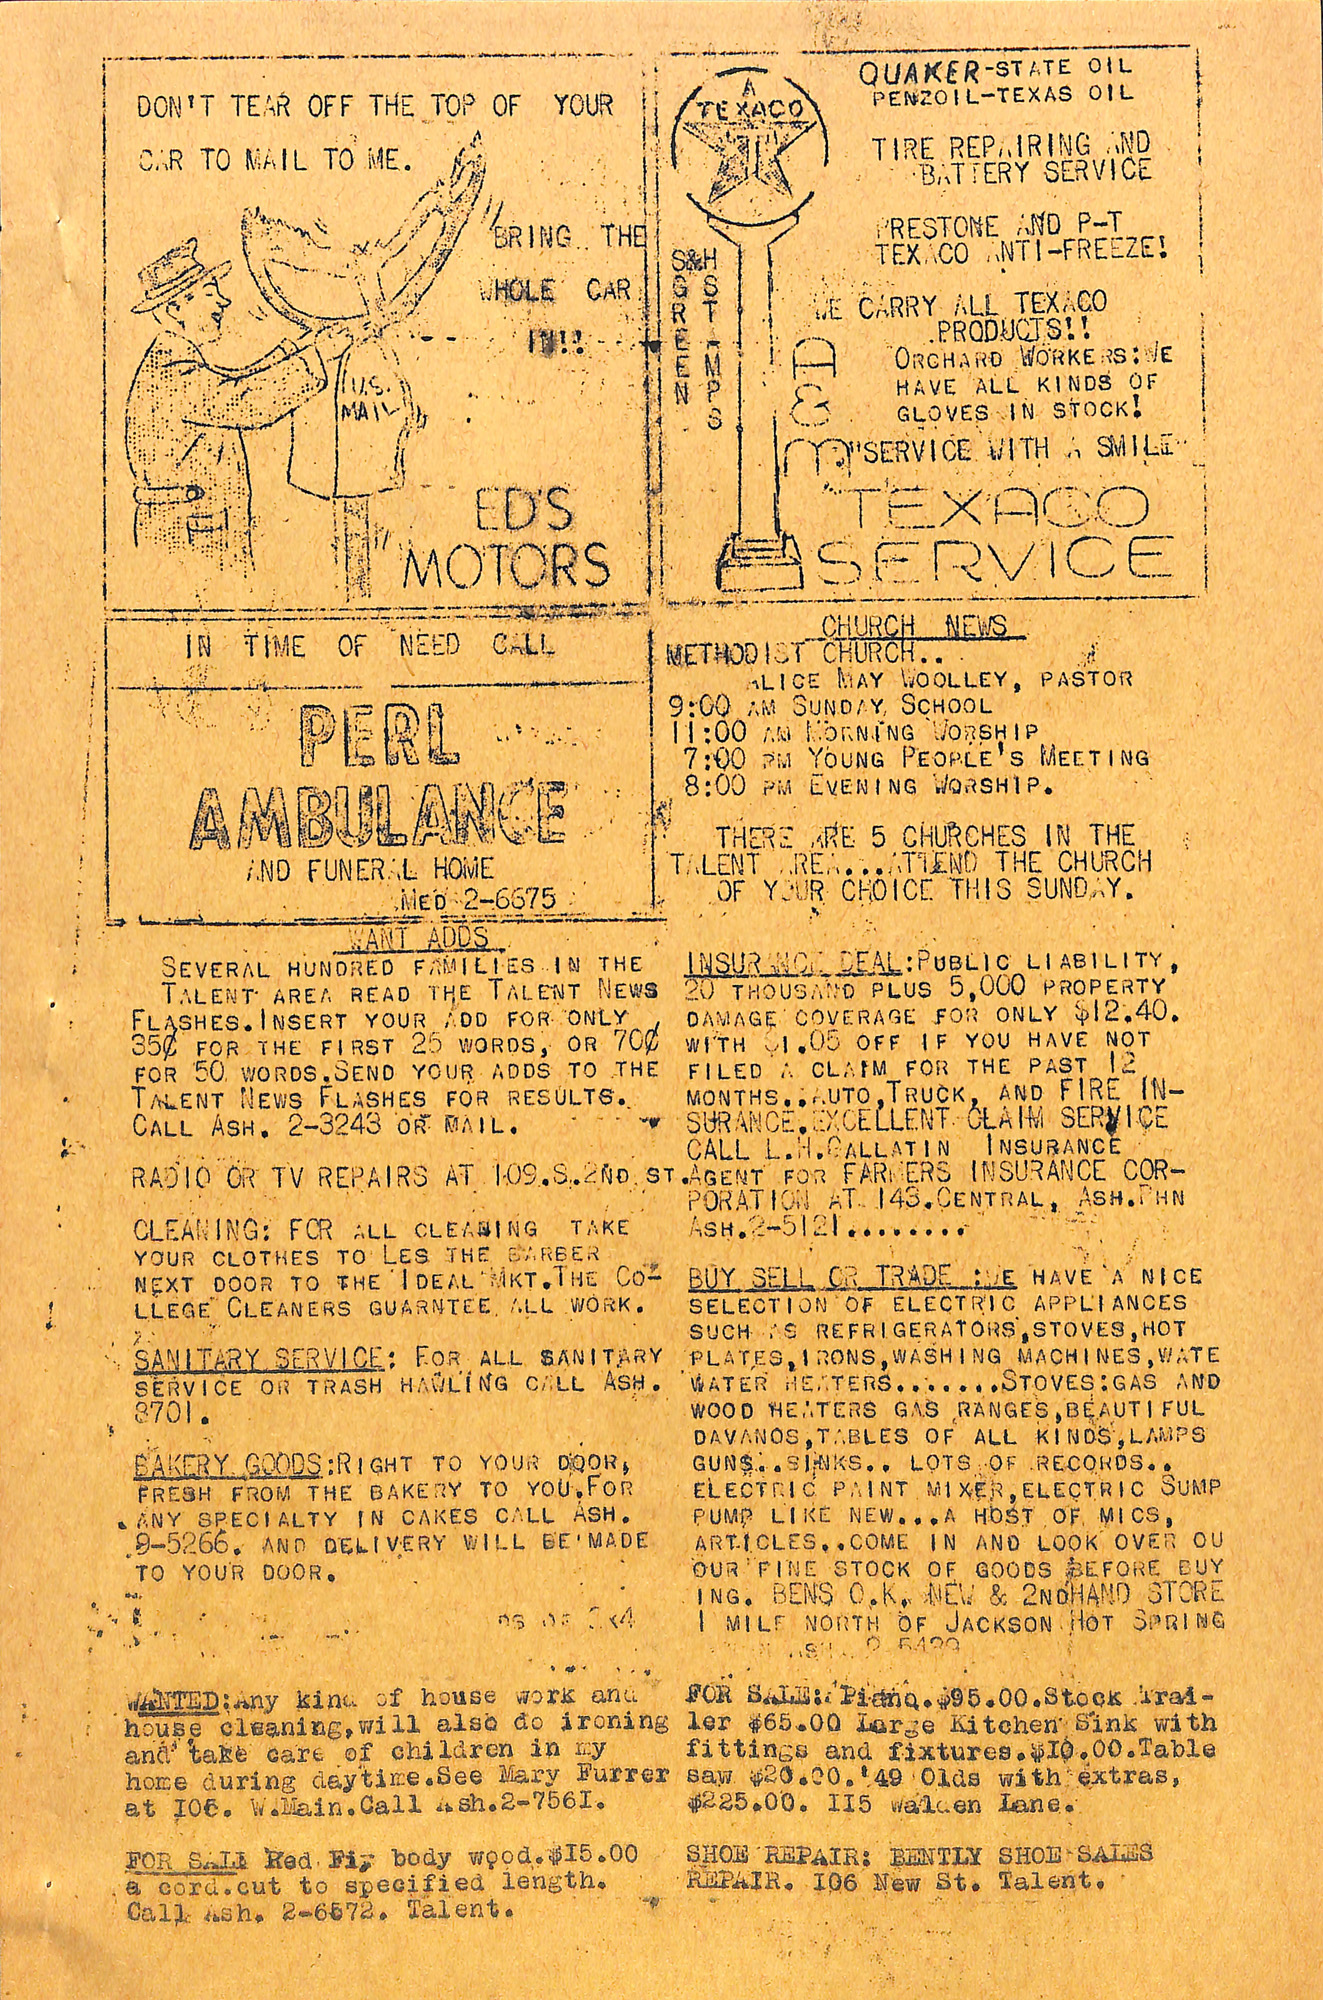 DON'T TEAR OFF THE TOP OF YOUR
CAR TO MAIL TO ME.
BRING THE
WHOLE CAR
IN!!
U.S.
MAIL
ED'S
MOTORS
A
TEXACO
T
QUAKER-STATE OIL
PENZOIL-TEXAS OIL
TIRE REPAIRING AND
BATTERY SERVICE
PRESTONE AND P-T
TEXACO ANTI-FREEZE!
S&H
GREEN
STAMPS
WE CARRY ALL TEXACO
PRODUCTS!!
ORCHARD WORKERS:WE
HAVE ALL KINDS OF
GLOVES IN STOCK!
"SERVICE WITH A SMILE
M&D
TEXACO
SERVICE
IN TIME OF NEED CALL
PERL
AMBULANCE
AND FUNERAL HOME
MED 2-6675
CHURCH NEWS
METHODIST CHURCH..
ALICE MAY WOOLLEY, PASTOR
9:00 AM SUNDAY SCHOOL
11:00 AM MORNING WORSHIP
7:00 PM YOUNG PEOPLE'S MEETING
8:00 PM EVENING WORSHIP.
THERE ARE 5 CHURCHES IN THE
TALENT AREA...ATTEND THE CHURCH
OF YOUR CHOICE THIS SUNDAY.
WANT ADDS
SEVERAL HUNDRED FAMILIES IN THE
TALENT AREA READ THE TALENT NEWS
FLASHES.INSERT YOUR ADD FOR ONLY
35¢ FOR THE FIRST 25 WORDS, OR 70¢
FOR 50 WORDS.SEND YOUR ADDS TO THE
TALENT NEWS FLASHES FOR RESULTS.
CALL ASH. 2-3243 OR MAIL.
RADIO OR TV REPAIRS AT 109.S.2ND ST.
CLEANING: FOR ALL CLEANING TAKE
YOUR CLOTHES TO LES THE BARBER
NEXT DOOR TO THE IDEAL MKT.THE CO-
LLEGE CLEANERS GUARNTEE ALL WORK.
SANITARY SERVICE: FOR ALL SANITARY
SERVICE OR TRASH HAWLING CALL ASH.
8701.
BAKERY GOODS:RIGHT TO YOUR DOOR,
FRESH FROM THE BAKERY TO YOU.FOR
ANY SPECIALTY IN CAKES CALL ASH.
9-5266. AND DELIVERY WILL BE MADE
TO YOUR DOOR.
WANTED:Any kind of house work and
house cleaning,will also do ironing
and take care of children in my
home during daytime.See Mary Furrer
at I06. W.Main.Call Ash.2-756I.
FOR SALE Red Fir body wood.$I5.00
a cord.cut to specified length.
Call Ash. 2-6572. Talent.
INSURANCE DEAL:PUBLIC LIABILITY,
20 THOUSAND PLUS 5,000 PROPERTY
DAMAGE COVERAGE FOR ONLY $12.40.
WITH $1.05 OFF IF YOU HAVE NOT
FILED A CLAIM FOR THE PAST 12
MONTHS..AUTO,TRUCK, AND FIRE IN-
SURANCE.EXCELLENT CLAIM SERVICE
CALL L.H.GALLATIN INSURANCE
AGENT FOR FARMERS INSURANCE COR-
PORATION AT 143.CENTRAL, ASH.PHN
ASH.2-5121.........
BUY SELL OR TRADE :WE HAVE A NICE
SELECTION OF ELECTRIC APPLIANCES
SUCH AS REFRIGERATORS,STOVES,HOT
PLATES,IRONS,WASHING MACHINES,WATE
WATER HEATERS.......STOVES:GAS AND
WOOD HEATERS GAS RANGES,BEAUTIFUL
DAVANOS,TABLES OF ALL KINDS,LAMPS
GUNS..SINKS.. LOTS OF RECORDS..
ELECTRIC PAINT MIXER,ELECTRIC SUMP
PUMP LIKE NEW...A HOST OF MICS,
ARTICLES..COME IN AND LOOK OVER OU
OUR FINE STOCK OF GOODS BEFORE BUY
ING. BENS O.K. NEW & 2NDHAND STORE
1 MILE NORTH OF JACKSON HOT SPRING
FOR SALE: Piano.$95.00.Stock Trai-
ler $65.00 Large Kitchen Sink with
fittings and fixtures.$I0.00.Table
saw $20.00.'49 Olds with extras,
$225.00. II5 Walden Lane.
SHOE REPAIR: BENTLY SHOE SALES
REPAIR. I06 New St. Talent.